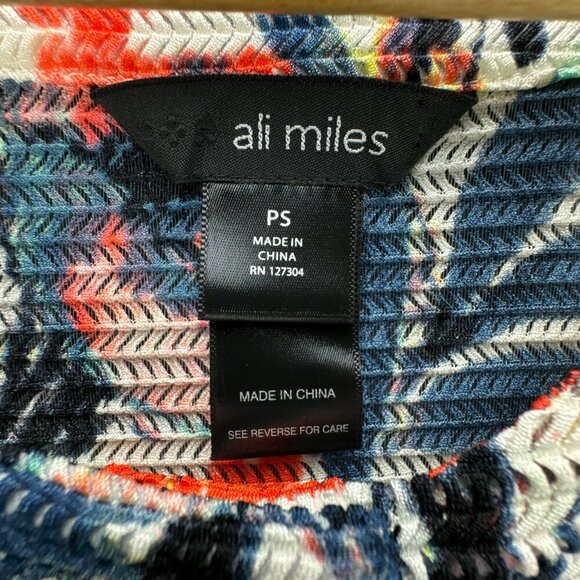 ali miles
PS
MADE IN
CHINA
RN 127304
MADE IN CHINA
SEE REVERSE FOR CARE